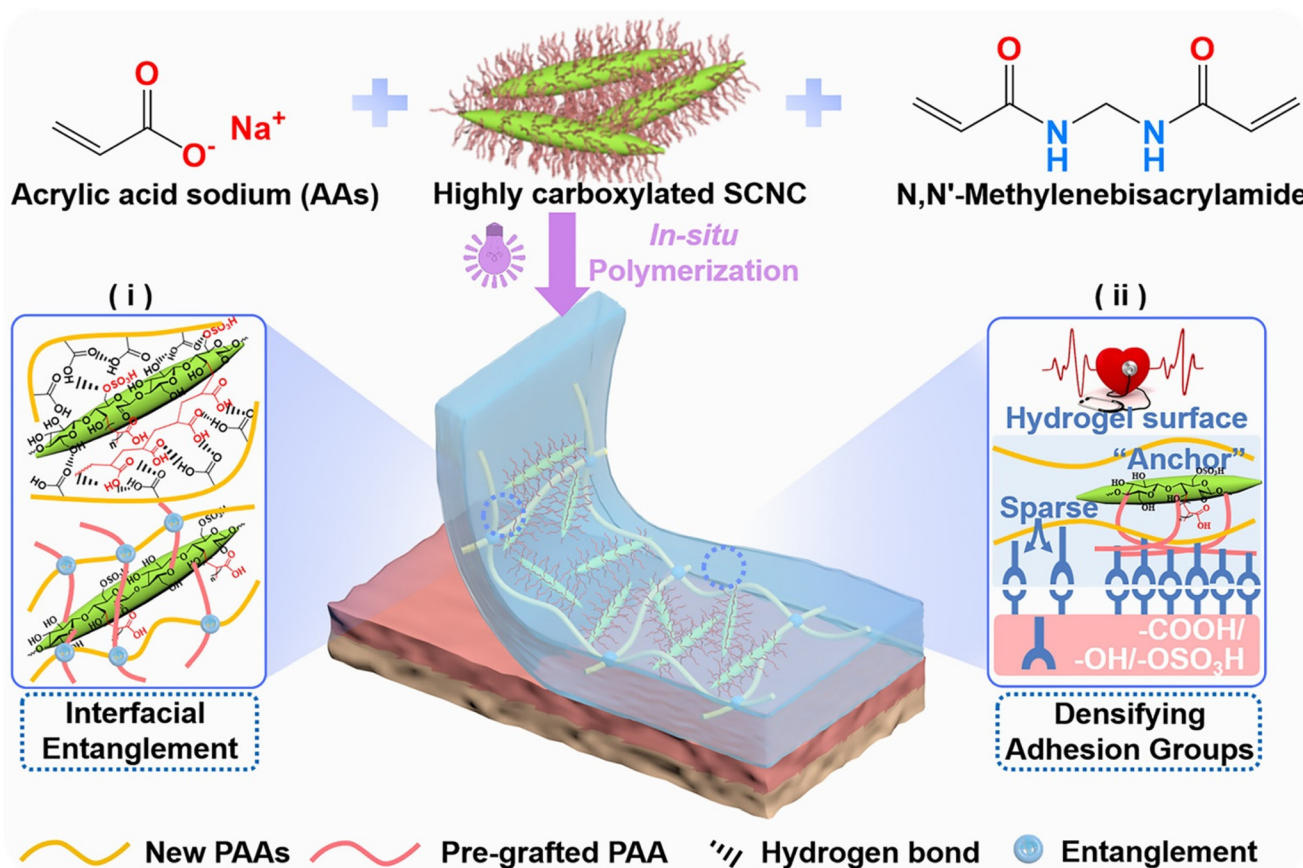 O
O-
Na+
Acrylic acid sodium (AAs)
Highly carboxylated SCNC
O
O
N
H
N
H
N,N'-Methylenebisacrylamide
In-situ
Polymerization
( i )
( ii )
Hydrogel surface
“Anchor”
Sparse
-COOH/
-OH/-OSO3H
Interfacial
Entanglement
Densifying
Adhesion Groups
New PAAs
Pre-grafted PAA
Hydrogen bond
Entanglement